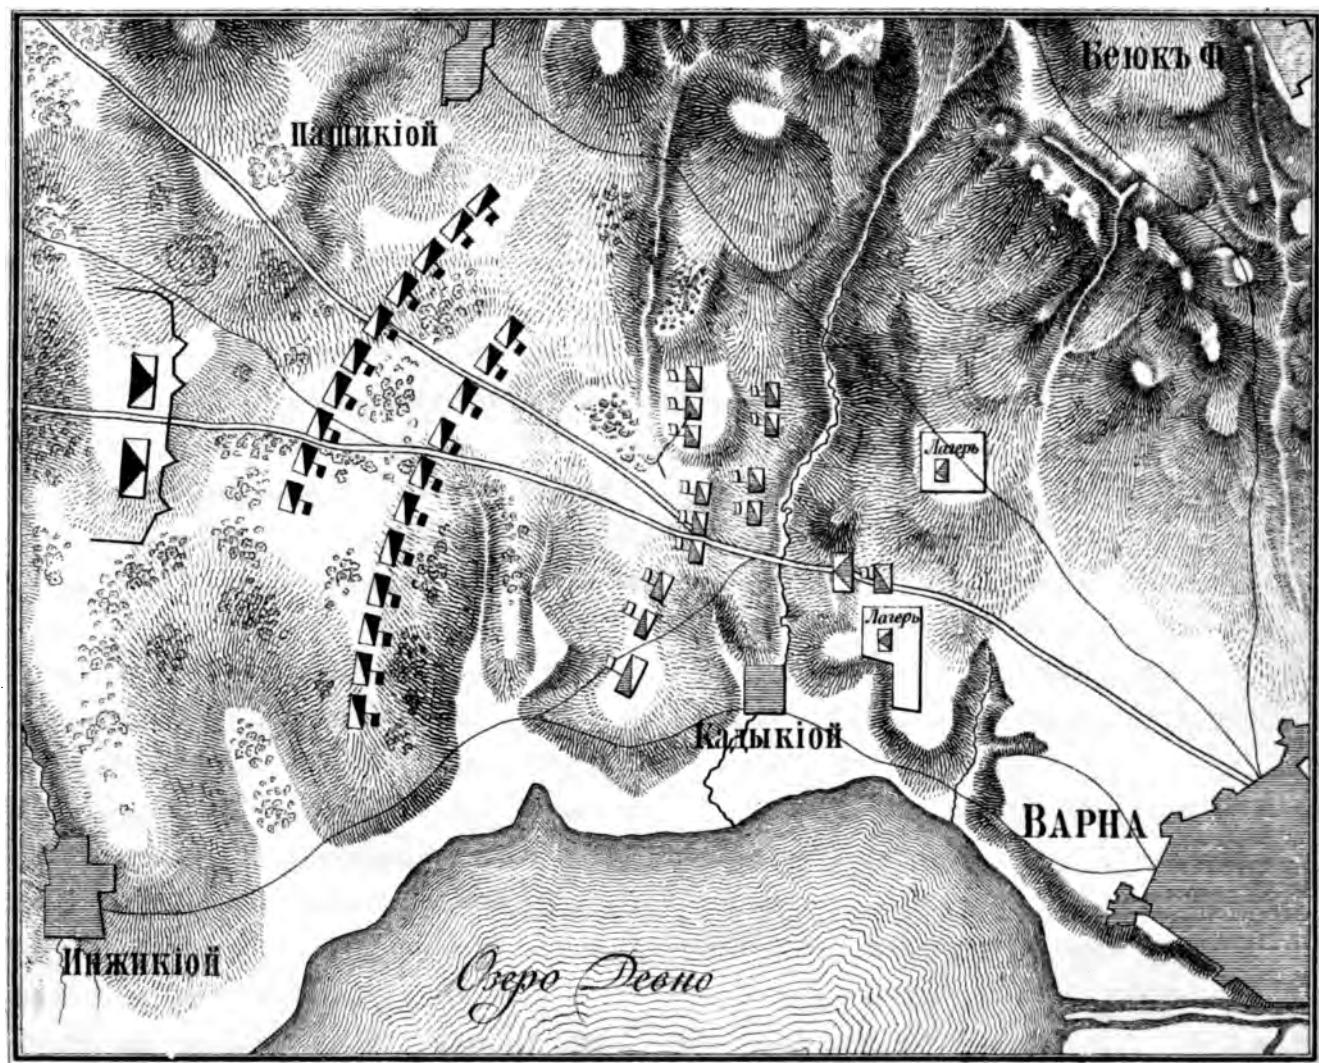 Беюкъ Ф
Пашикіой
Лагерь
Лагерь
Кадыкіой
ВАРНА
Инжикіой
Озеро Девно